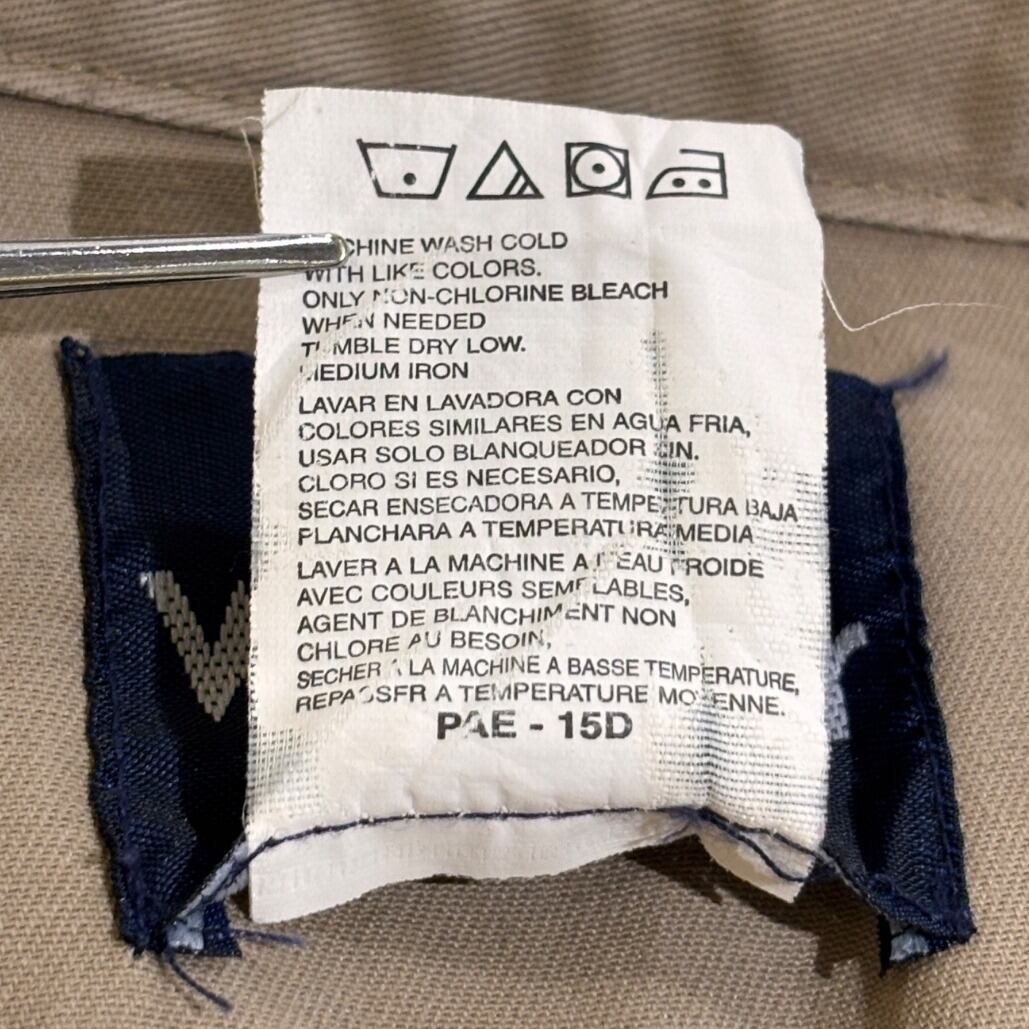 CHINE WASH COLD
WITH LIKE COLORS.
ONLY NON-CHLORINE BLEACH
WHEN NEEDED
TUMBLE DRY LOW.
MEDIUM IRON
LAVAR EN LAVADORA CON
COLORES SIMILARES EN AGUA FRIA,
USAR SOLO BLANQUEADOR SIN.
CLORO SI ES NECESARIO,
SECAR ENSECADORA A TEMPERTURA BAJA
PLANCHARA A TEMPERATURA MEDIA
LAVER A LA MACHINE A L'EAU FROIDE
AVEC COULEURS SEMBLABLES,
AGENT DE BLANCHIMENT NON
CHLORE AU BESOIN,
SECHER A LA MACHINE A BASSE TEMPERATURE,
REPASSER A TEMPERATURE MOYENNE.
PAE - 15D